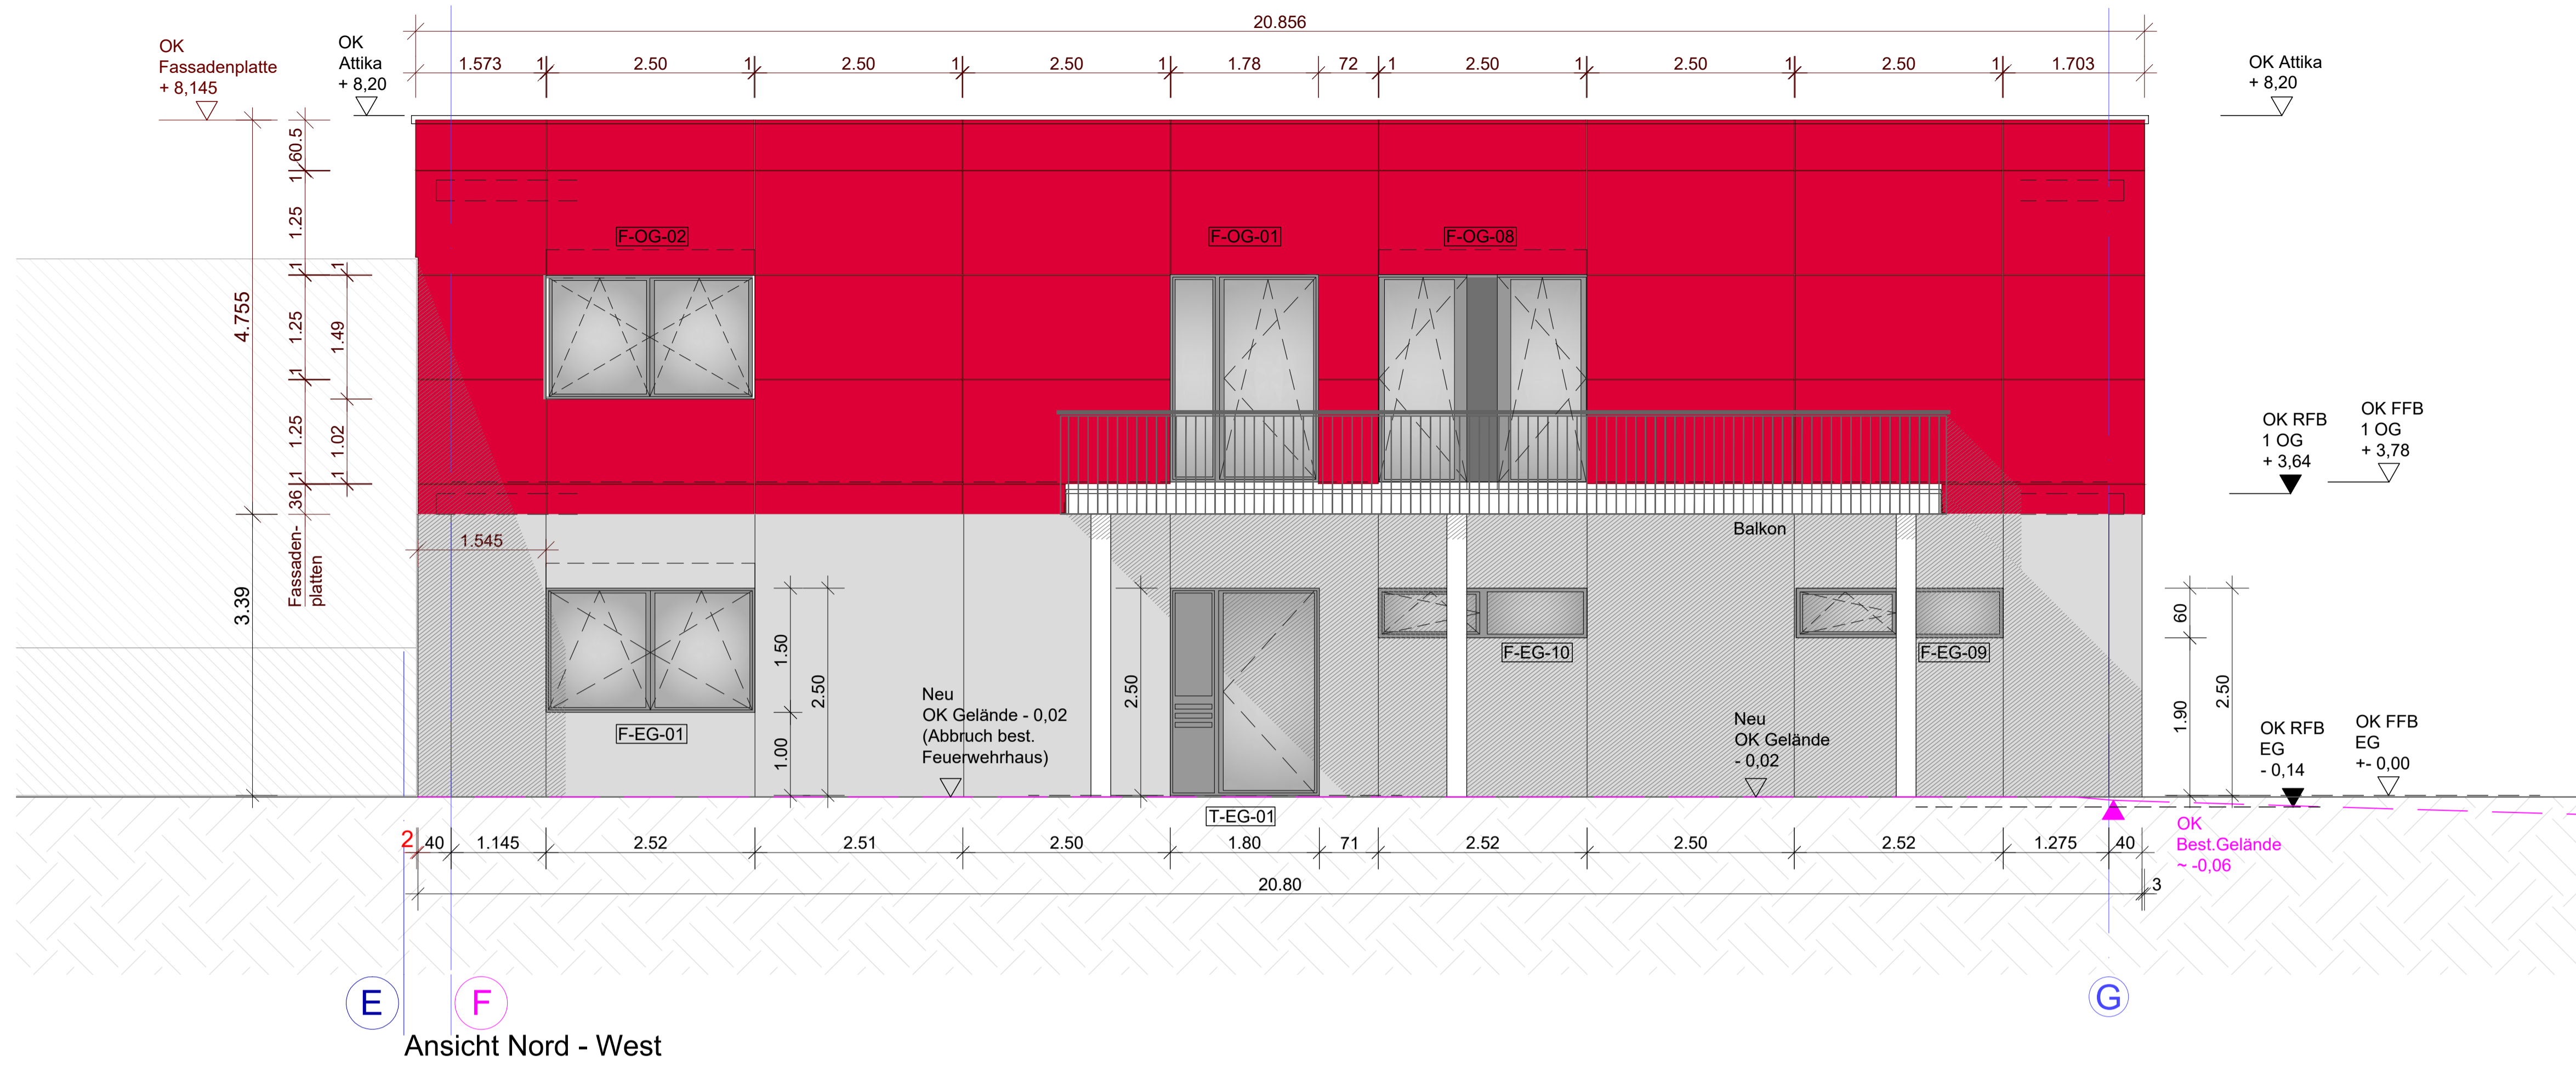 20.856
OK
Fassadenplatte
+ 8,145
OK
Attika
+ 8,20
1.573 1 2.50 1 2.50 1 2.50 1 1.78 72 1 2.50 1 2.50 1 2.50 1 1.703
OK Attika
+ 8,20
60.5
1
1.25
1
1.25
1
1.25
1
36
1
1.49
1.02
1
4.755
3.39
Fassaden-
platten
F-OG-02
F-OG-01
F-OG-08
OK RFB
1 OG
+ 3,64
OK FFB
1 OG
+ 3,78
Balkon
1.545
1.50
1.00
2.50
2.50
F-EG-01
F-EG-10
F-EG-09
60
1.90
2.50
Neu
OK Gelände - 0,02
(Abbruch best.
Feuerwehrhaus)
Neu
OK Gelände
- 0,02
OK RFB
EG
- 0,14
OK FFB
EG
+- 0,00
T-EG-01
OK
Best.Gelände
~ -0,06
2 40 1.145 2.52 2.51 2.50 1.80 71 2.52 2.50 2.52 1.275 40
20.80 3
E F G
Ansicht Nord - West